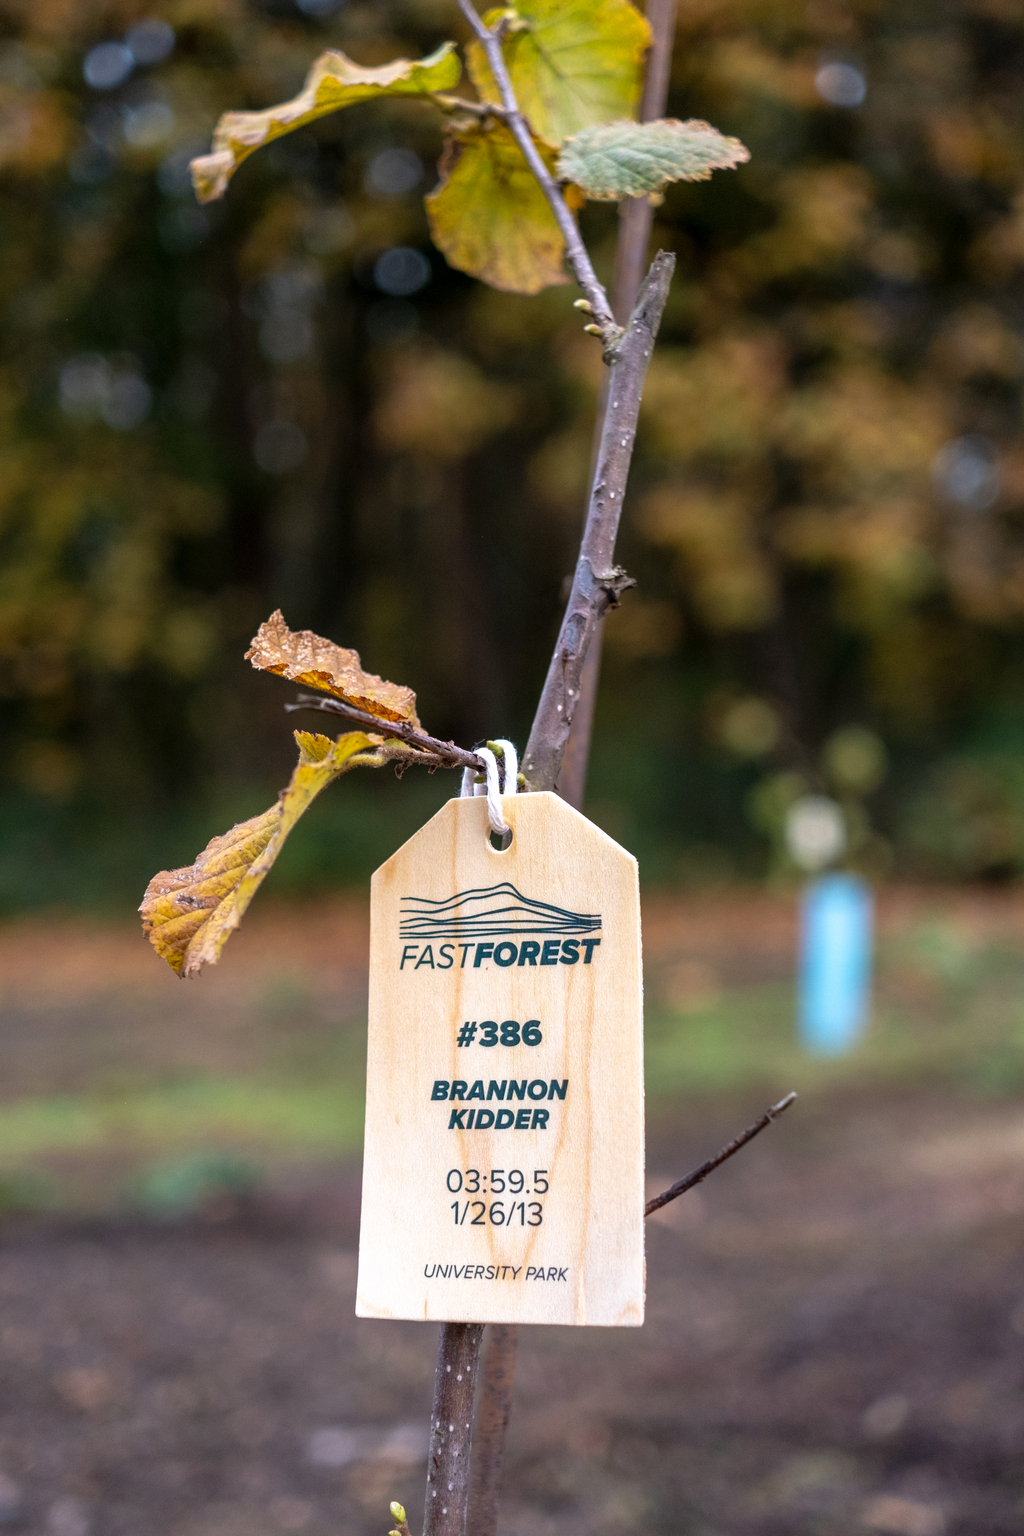 FASTFOREST
#386
BRANNON
KIDDER
03:59.5
1/26/13
UNIVERSITY PARK